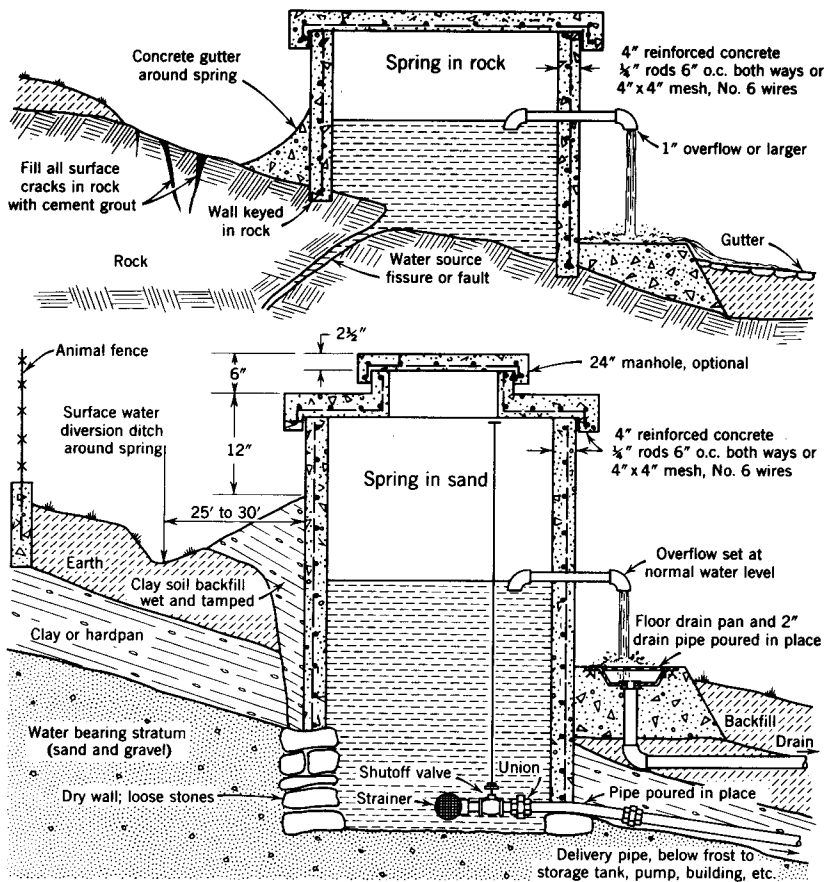 Concrete gutter
around spring
Spring in rock
4" reinforced concrete
¼" rods 6" o.c. both ways or
4" x 4" mesh, No. 6 wires
1" overflow or larger
Fill all surface
cracks in rock
with cement grout
Wall keyed
in rock
Rock
Water source
fissure or fault
Gutter
2½"
Animal fence
6"
24" manhole, optional
Surface water
diversion ditch
around spring
12"
4" reinforced concrete
¼" rods 6" o.c. both ways or
4" x 4" mesh, No. 6 wires
Spring in sand
25' to 30'
Earth
Overflow set at
normal water level
Clay soil backfill
wet and tamped
Floor drain pan and 2"
drain pipe poured in place
Clay or hardpan
Backfill
Water bearing stratum
(sand and gravel)
Drain
Shutoff valve
Union
Dry wall; loose stones
Strainer
Pipe poured in place
Delivery pipe, below frost to
storage tank, pump, building, etc.